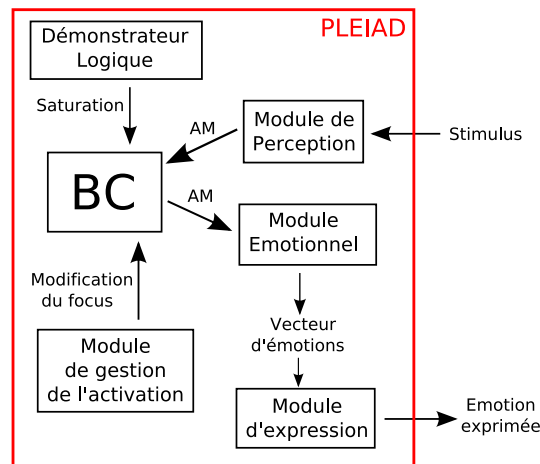 PLEIAD
Démonstrateur
Logique
Saturation
AM
Module de
Perception
Stimulus
BC
AM
Module
Emotionnel
Modification
du focus
Vecteur
d'émotions
Module
de gestion
de l'activation
Module
d'expression
Emotion
exprimée